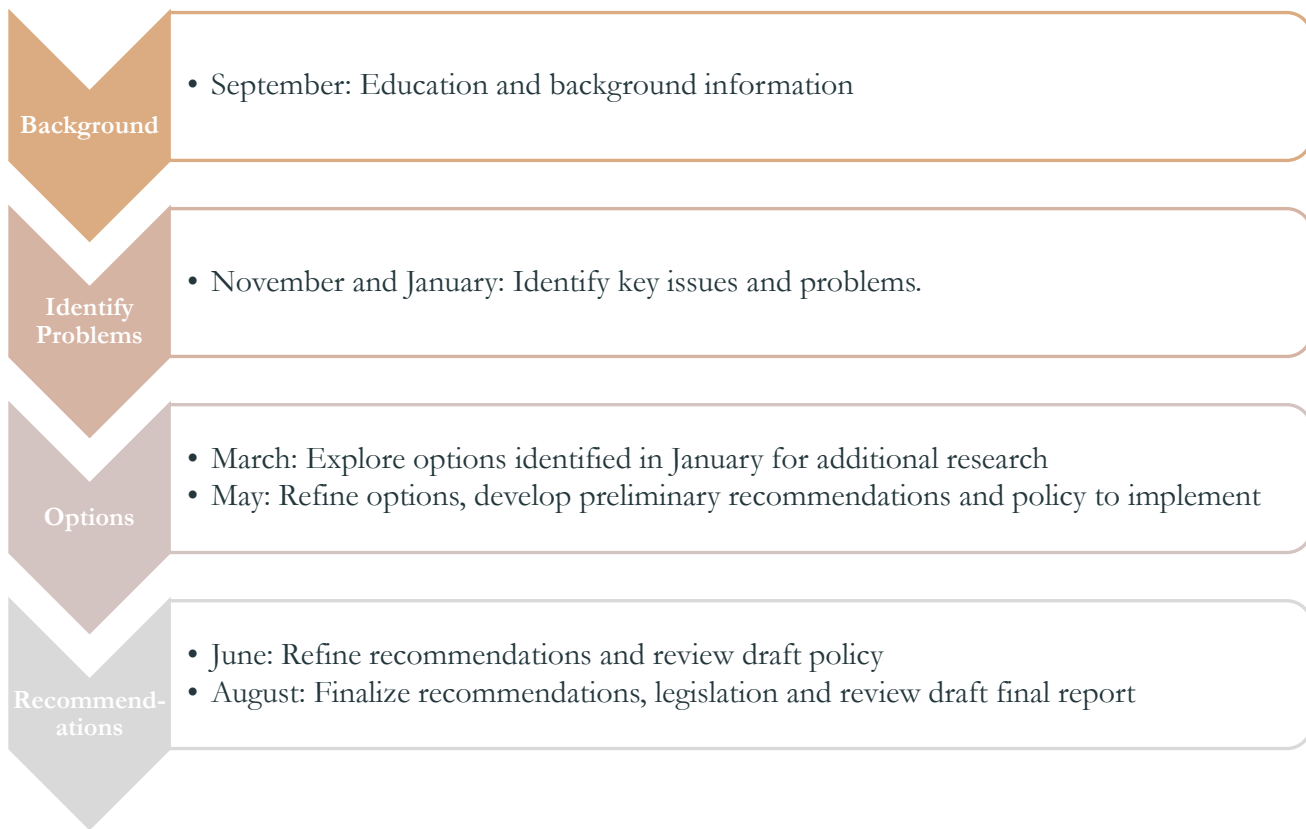 Background
• September: Education and background information
Identify
Problems
• November and January: Identify key issues and problems.
Options
• March: Explore options identified in January for additional research
• May: Refine options, develop preliminary recommendations and policy to implement
Recommend-
ations
• June: Refine recommendations and review draft policy
• August: Finalize recommendations, legislation and review draft final report